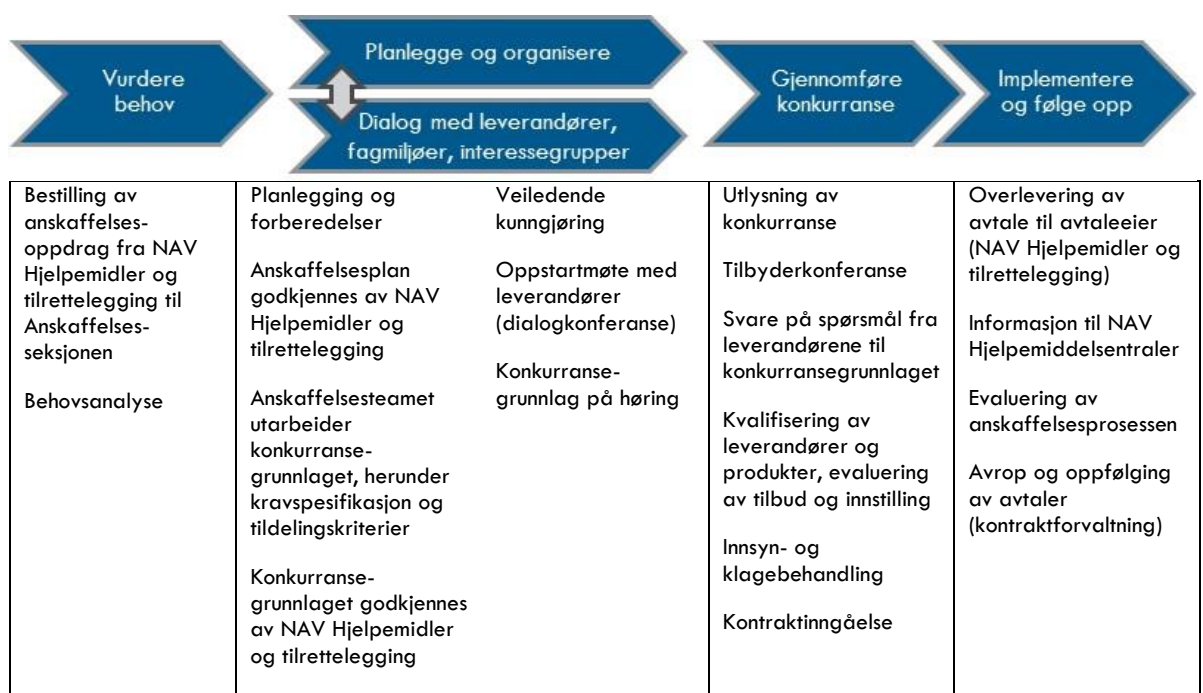 Vurdere
behov
Planlegge og organisere
Dialog med leverandører,
fagmiljøer, interessegrupper
Gjennomføre
konkurranse
Implementere
og følge opp
Bestilling av
anskaffelses-
oppdrag fra NAV
Hjelpemidler og
tilrettelegging til
Anskaffelses-
seksjonen
Behovsanalyse
Planlegging og
forberedelser
Anskaffelsesplan
godkjennes av NAV
Hjelpemidler og
tilrettelegging
Anskaffelsesteamet
utarbeider
konkurranse-
grunnlaget, herunder
kravspesifikasjon og
tildelingskriterier
Konkurranse-
grunnlaget godkjennes
av NAV Hjelpemidler
og tilrettelegging
Veiledende
kunngjøring
Oppstartmøte med
leverandører
(dialogkonferanse)
Konkurranse-
grunnlag på høring
Utlysning av
konkurranse
Tilbyderkonferanse
Svare på spørsmål fra
leverandørene til
konkurransegrunnlaget
Kvalifisering av
leverandører og
produkter, evaluering
av tilbud og innstilling
Innsyn- og
klagebehandling
Kontraktinngåelse
Overlevering av
avtale til avtaleeier
(NAV Hjelpemidler og
tilrettelegging)
Informasjon til NAV
Hjelpemiddelsentraler
Evaluering av
anskaffelsesprosessen
Avrop og oppfølging
av avtaler
(kontraktforvaltning)